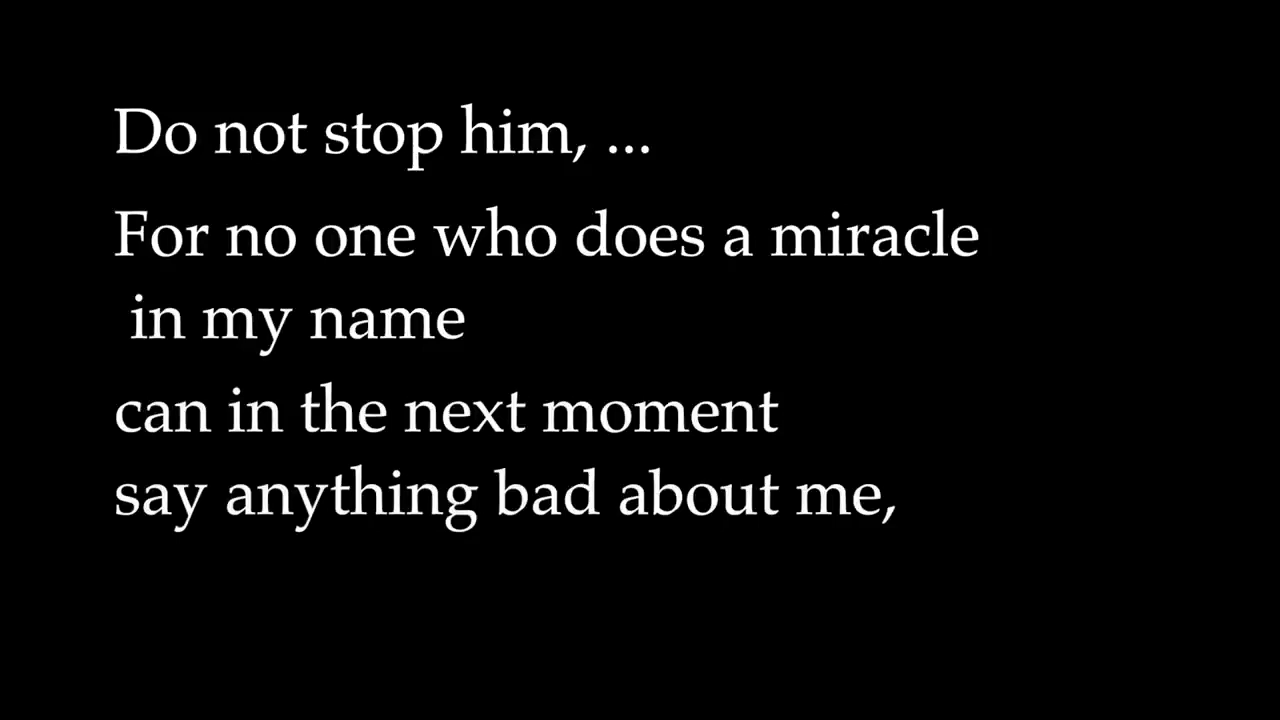 Do not stop him, ...
For no one who does a miracle
in my name
can in the next moment
say anything bad about me,